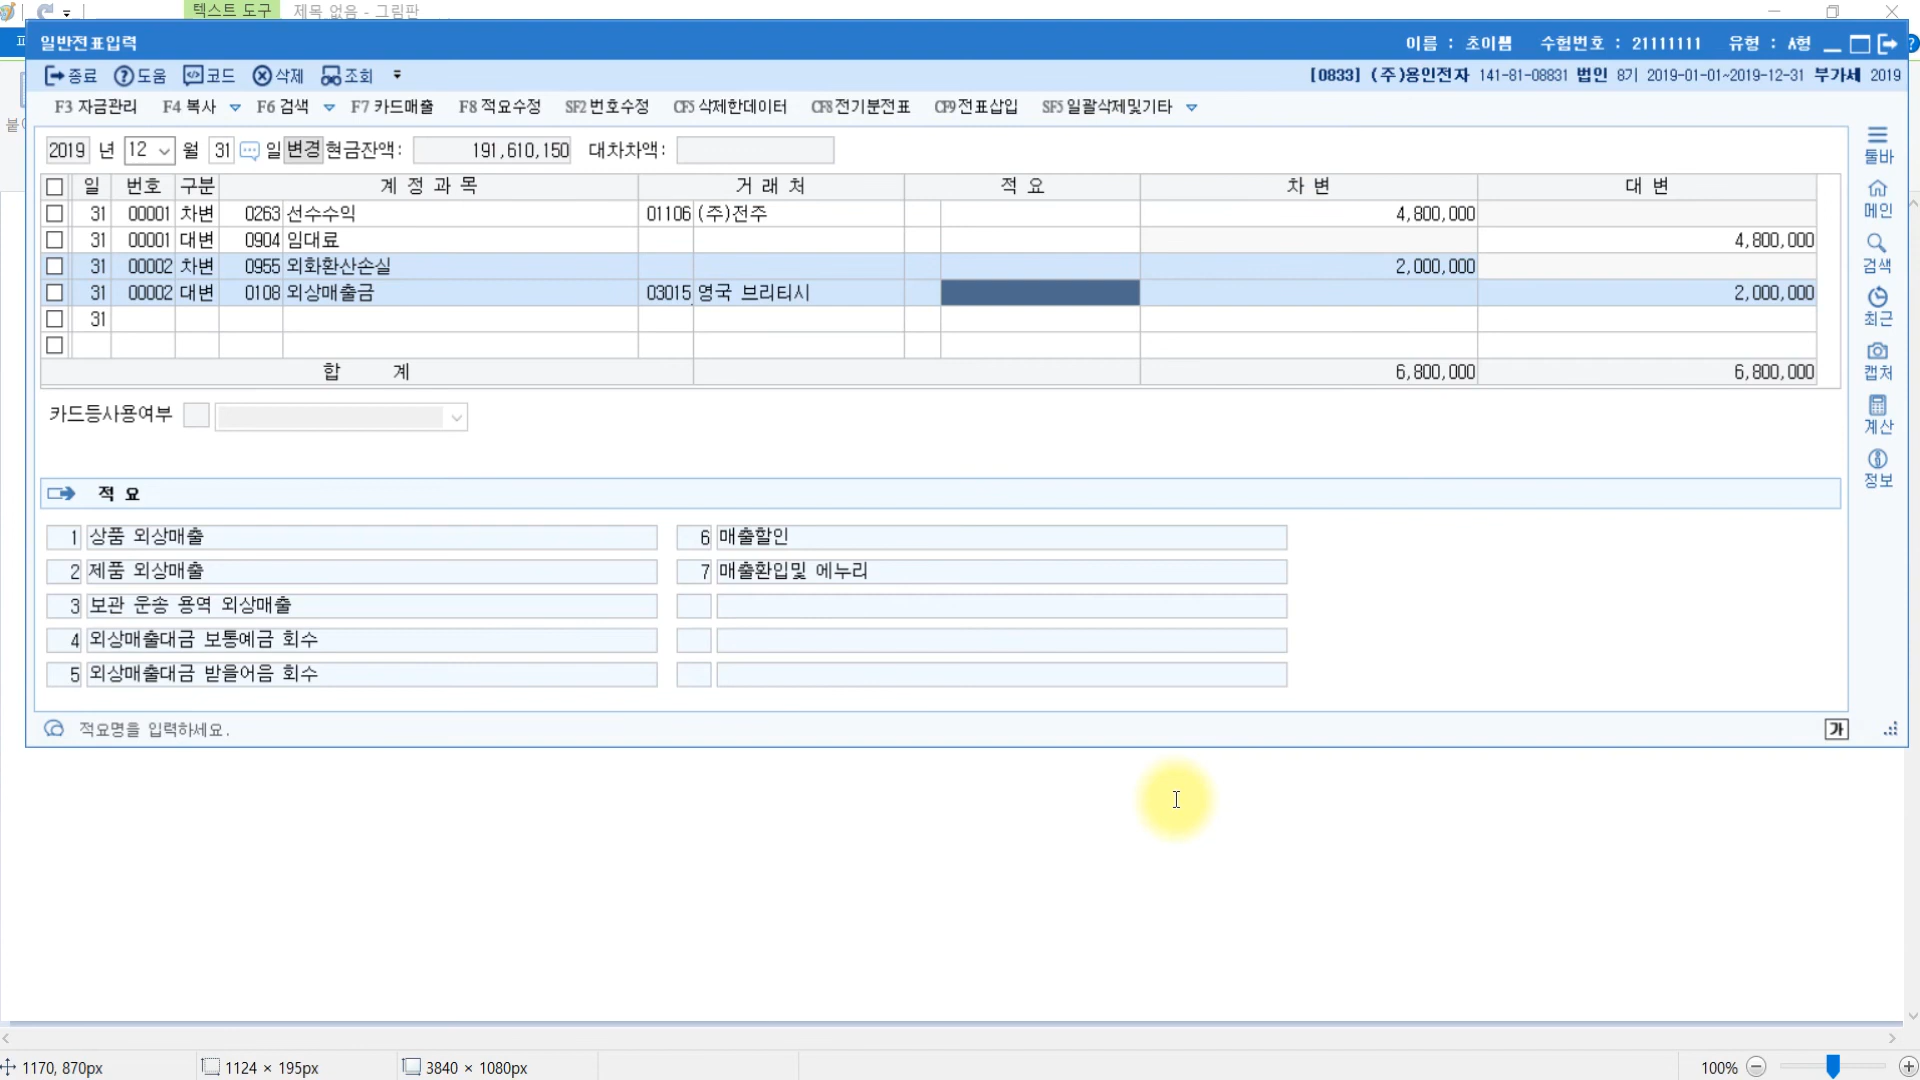 텍스트 도구 제목 없음 - 그림판
일반전표입력 이름 : 초이쌤 수험번호 : 21111111 유형 : A형
종료 도움 코드 삭제 조회 [0833] (주)용인전자 141-81-08831 법인 8기 2019-01-01~2019-12-31 부가세 2019
F3 자금관리 F4 복사 F6 검색 F7 카드매출 F8 적요수정 SF2 번호수정 CF5 삭제한데이터 CF8 전기분전표 CF9 전표삽입 SF5 일괄삭제및기타
2019 년 12 월 31 일 변경 현금잔액: 191,610,150 대차차액:
일 번호 구분 계 정 과 목 거 래 처 적 요 차 변 대 변
31 00001 차변 0263 선수수익 01106 (주)전주 4,800,000
31 00001 대변 0904 임대료 4,800,000
31 00002 차변 0955 외화환산손실 2,000,000
31 00002 대변 0108 외상매출금 03015 영국 브리티시 2,000,000
31
합 계 6,800,000 6,800,000
카드등사용여부
적 요
1 상품 외상매출 6 매출할인
2 제품 외상매출 7 매출환입및 에누리
3 보관 운송 용역 외상매출
4 외상매출대금 보통예금 회수
5 외상매출대금 받을어음 회수
적요명을 입력하세요. 가
툴바
메인
검색
최근
캡처
계산
정보
1170, 870px 1124 × 195px 3840 × 1080px 100%